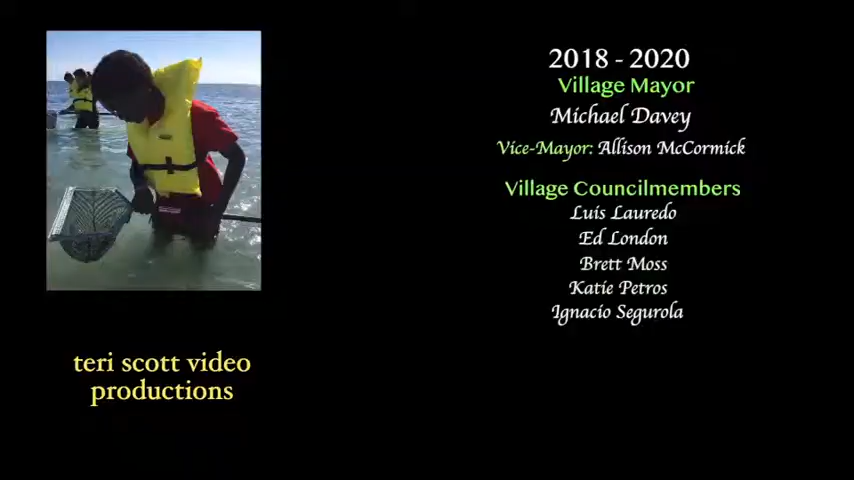 2018 - 2020
Village Mayor
Michael Davey
Vice-Mayor: Allison McCormick
Village Councilmembers
Luis Lauredo
Ed London
Brett Moss
Katie Petros
Ignacio Segurola
teri scott video
productions